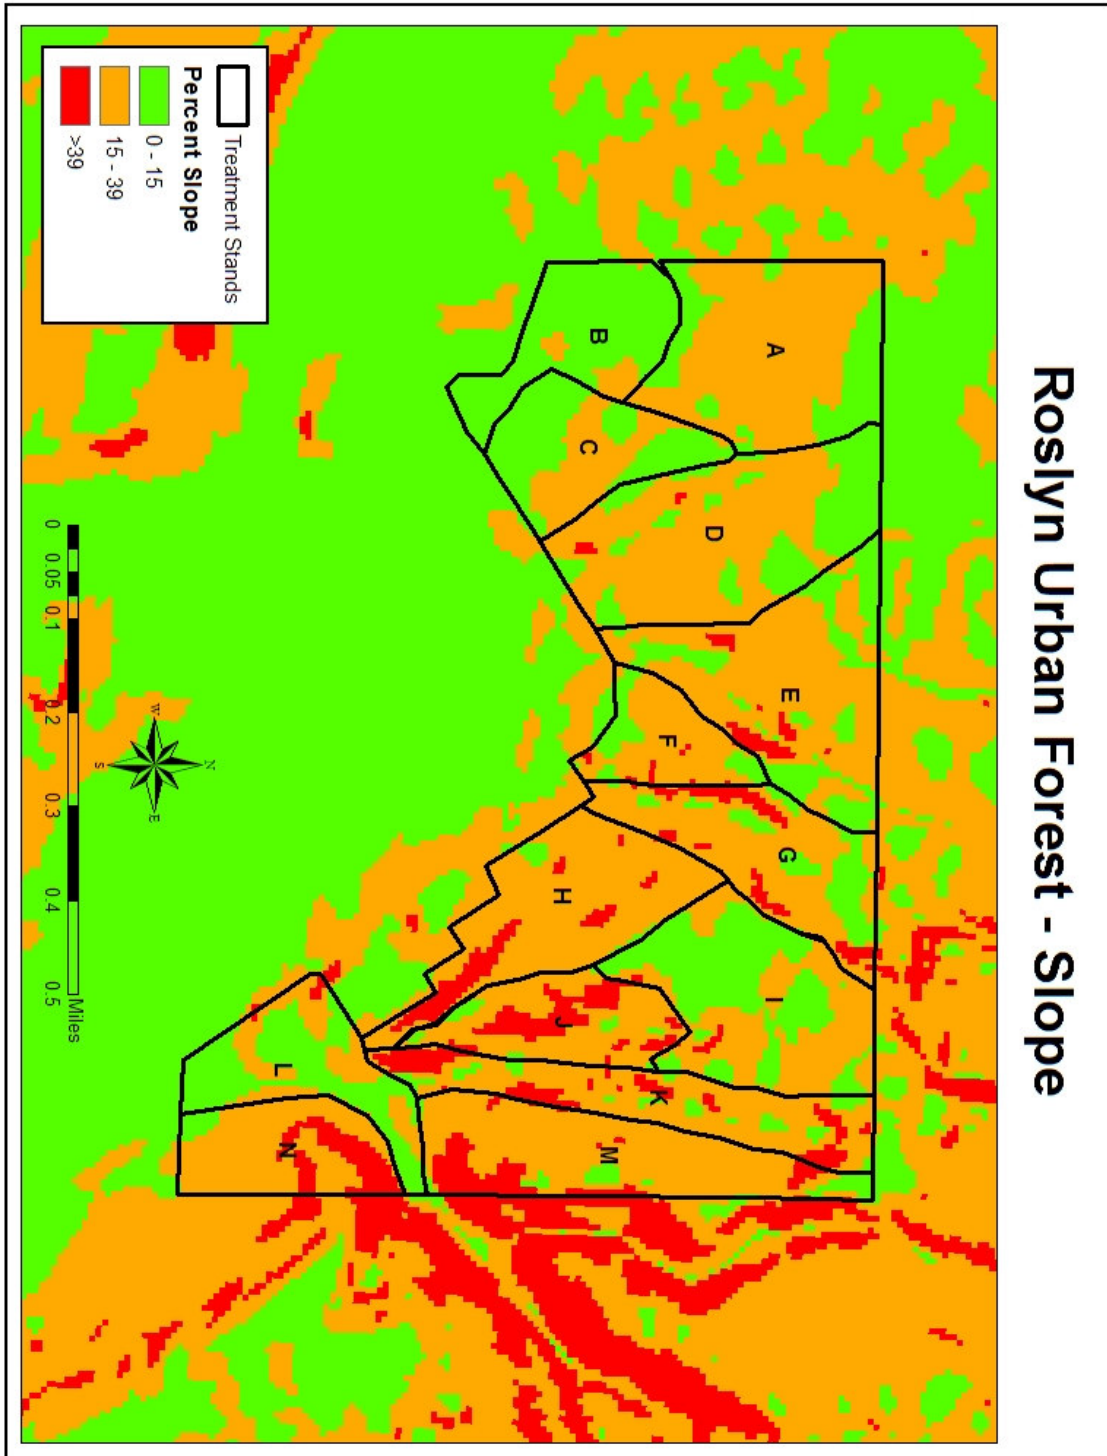 Roslyn Urban Forest - Slope
A
B
C
D
E
F
G
H
I
J
K
L
M
N
Treatment Stands
Percent Slope
0 - 15
15 - 39
>39
0 0.05 0.1 0.2 0.3 0.4 0.5
Miles
N
W
E
S